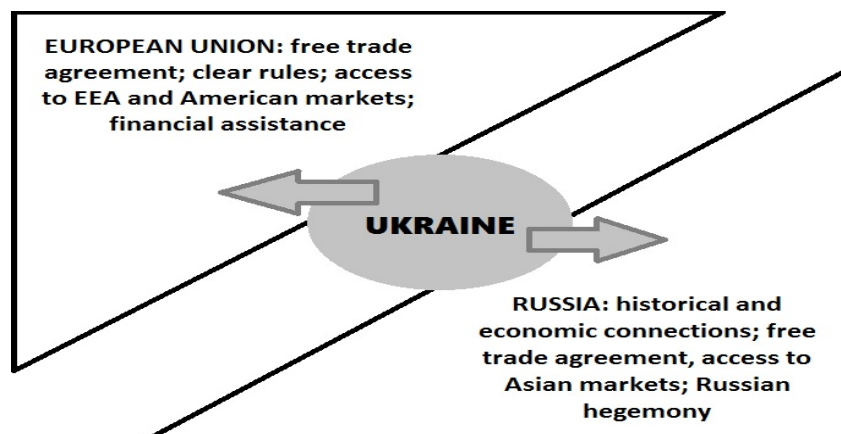 EUROPEAN UNION: free trade
agreement; clear rules; access
to EEA and American markets;
financial assistance
UKRAINE
RUSSIA: historical and
economic connections; free
trade agreement, access to
Asian markets; Russian
hegemony